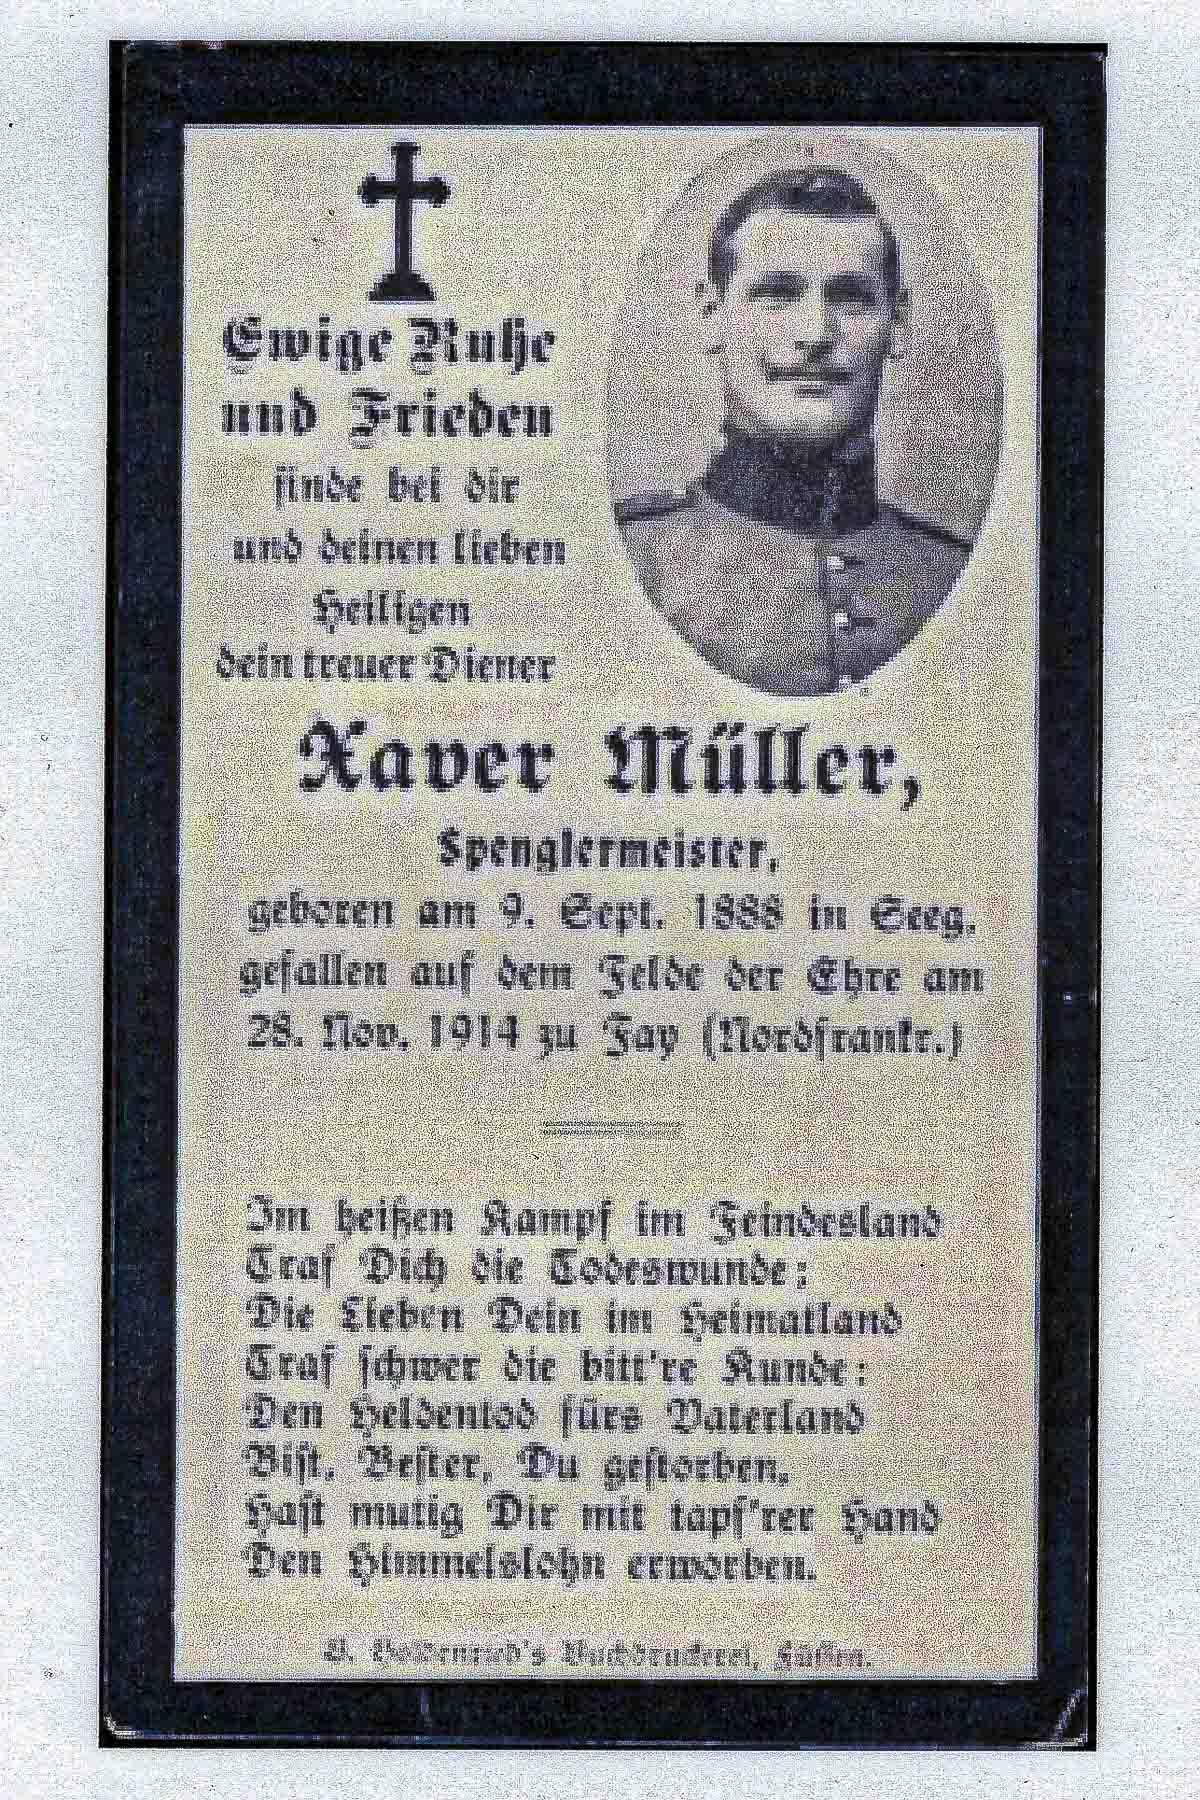 Ewige Ruhe
und Frieden
finde bei dir
und deinen lieben
Heiligen
dein treuer Diener
Xaver Müller,
Spenglermeister,
geboren am 9. Sept. 1888 in Seeg,
gefallen auf dem Felde der Ehre am
28. Nov. 1914 zu Fay (Nordfrankr.)
Im heißen Kampf im Feindesland
Traf Dich die Todeswunde;
Die Lieben Dein im Heimatland
Traf schwer die bitt're Kunde:
Den Heldentod fürs Vaterland
Bist, Bester, Du gestorben,
Hast mutig Dir mit tapf'rer Hand
Den Himmelslohn erworben.
Buchdruckerei, Füssen.